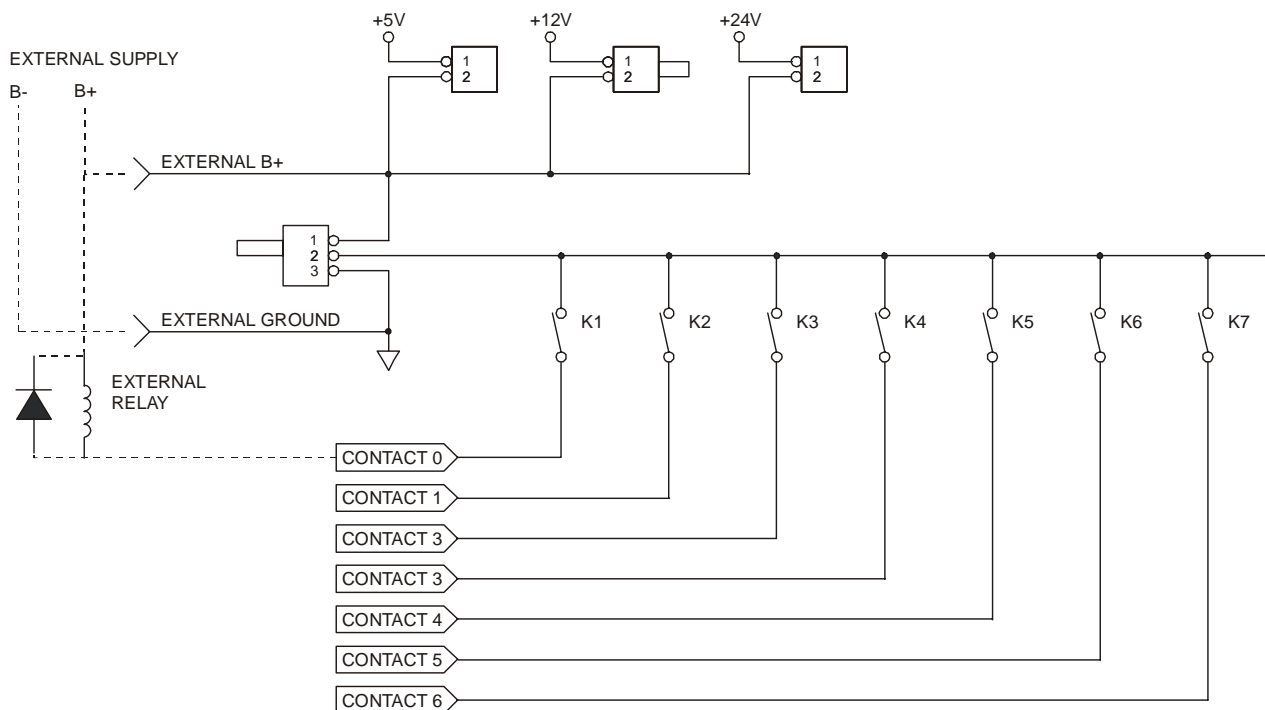 +5V
+12V
+24V
1
2
1
2
1
2
EXTERNAL SUPPLY
B-
B+
EXTERNAL B+
1
2
3
EXTERNAL GROUND
K1
K2
K3
K4
K5
K6
K7
EXTERNAL
RELAY
CONTACT 0
CONTACT 1
CONTACT 3
CONTACT 3
CONTACT 4
CONTACT 5
CONTACT 6